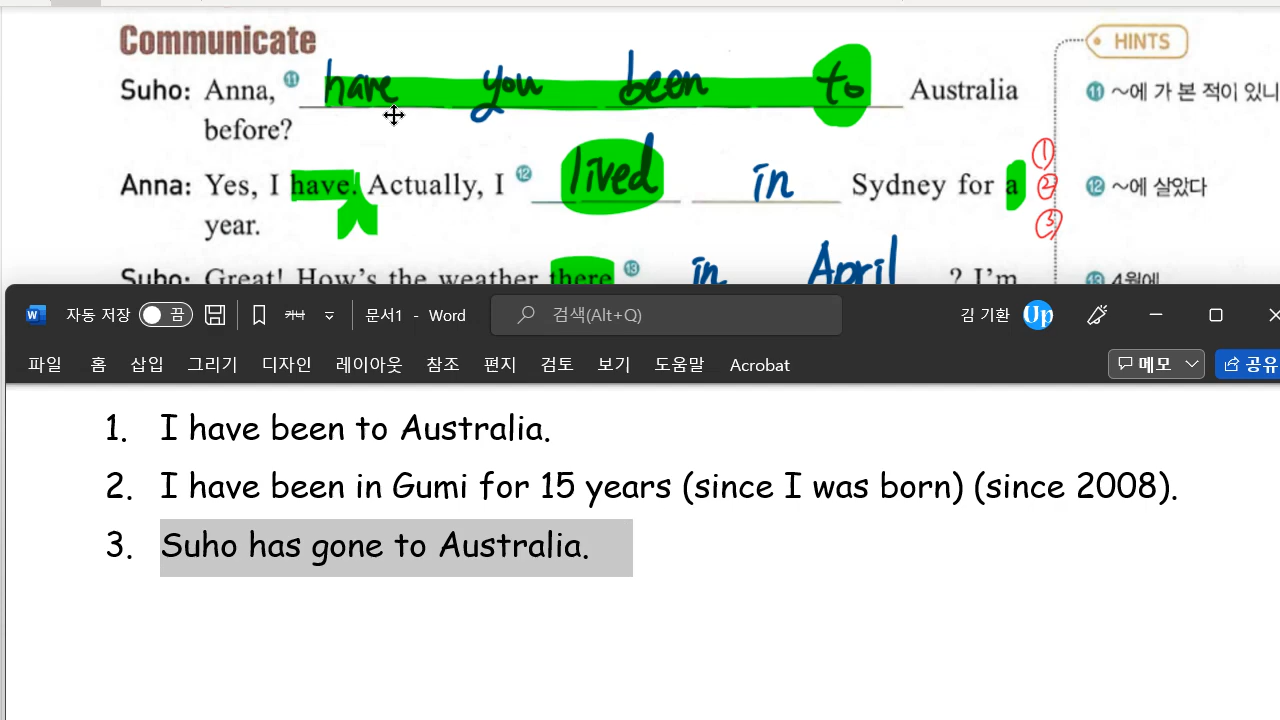 Communicate
HINTS
Suho: Anna, ⑪ have you been to Australia before?
⑪ ~에 가 본 적이 있니
Anna: Yes, I have. Actually, I ⑫ lived in Sydney for a year.
① ② ③
⑫ ~에 살았다
Suho: Great! How's the weather there ⑬ in April ? I'm
⑬ 4월에
자동 저장 끔 문서1 - Word 검색(Alt+Q) 김 기환 Up
파일 홈 삽입 그리기 디자인 레이아웃 참조 편지 검토 보기 도움말 Acrobat 메모 공유
1. I have been to Australia.
2. I have been in Gumi for 15 years (since I was born) (since 2008).
3. Suho has gone to Australia.